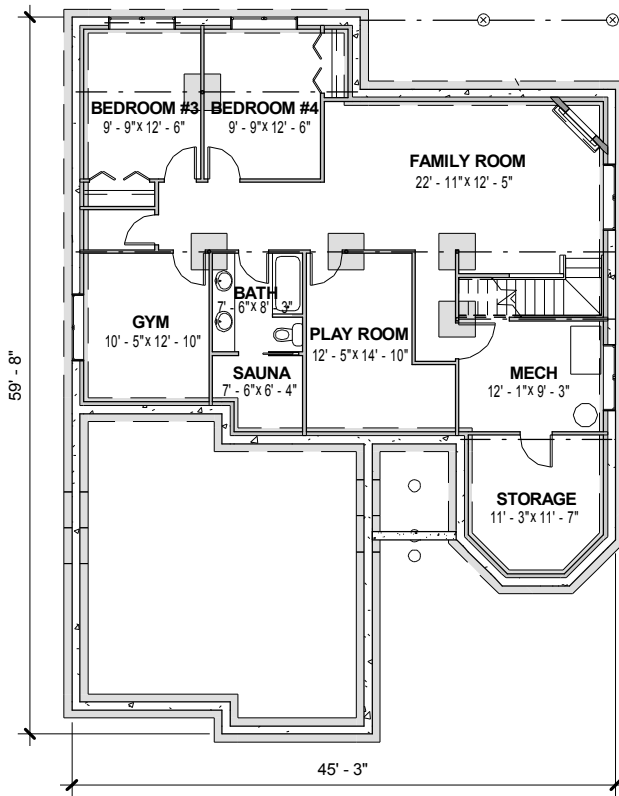 BEDROOM #3
9' - 9"x 12' - 6"
BEDROOM #4
9' - 9"x 12' - 6"
FAMILY ROOM
22' - 11"x 12' - 5"
GYM
10' - 5"x 12' - 10"
BATH
7' - 6"x 8' - 3"
PLAY ROOM
12' - 5"x 14' - 10"
SAUNA
7' - 6"x 6' - 4"
MECH
12' - 1"x 9' - 3"
STORAGE
11' - 3"x 11' - 7"
59' - 8"
45' - 3"